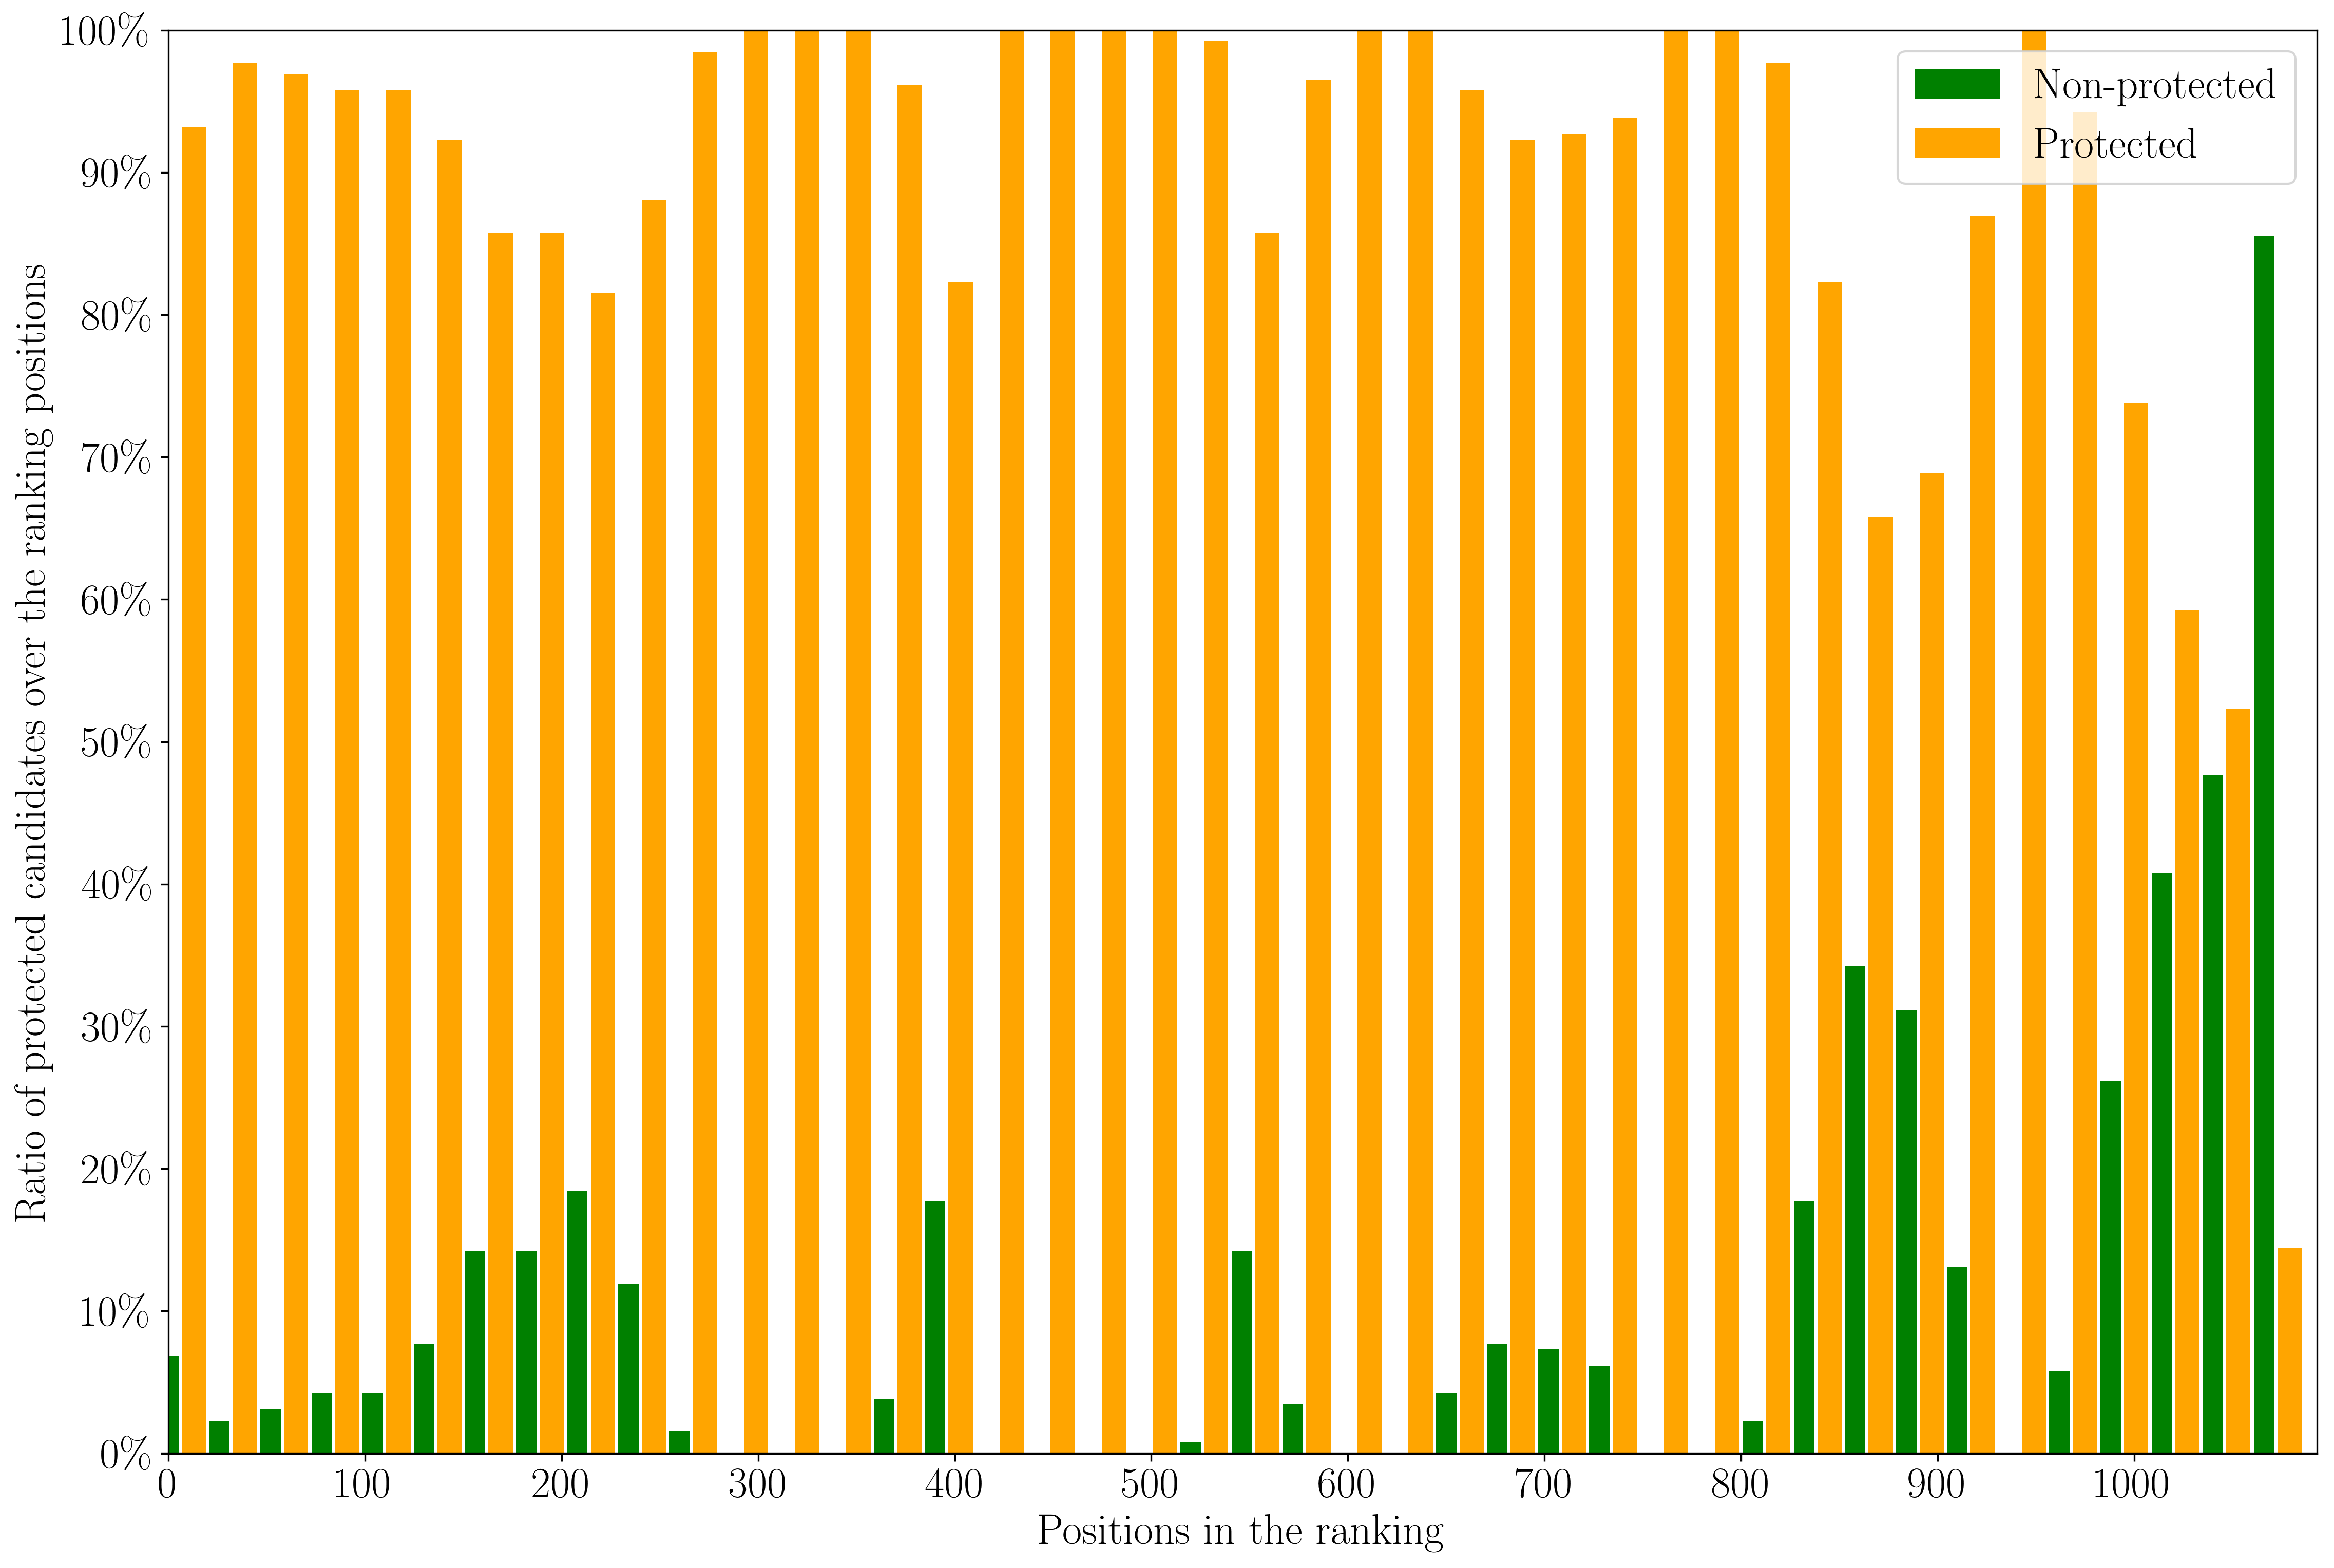 100%
90%
80%
70%
60%
50%
40%
30%
20%
10%
0%
Ratio of protected candidates over the ranking positions
Non-protected
Protected
0 100 200 300 400 500 600 700 800 900 1000
Positions in the ranking